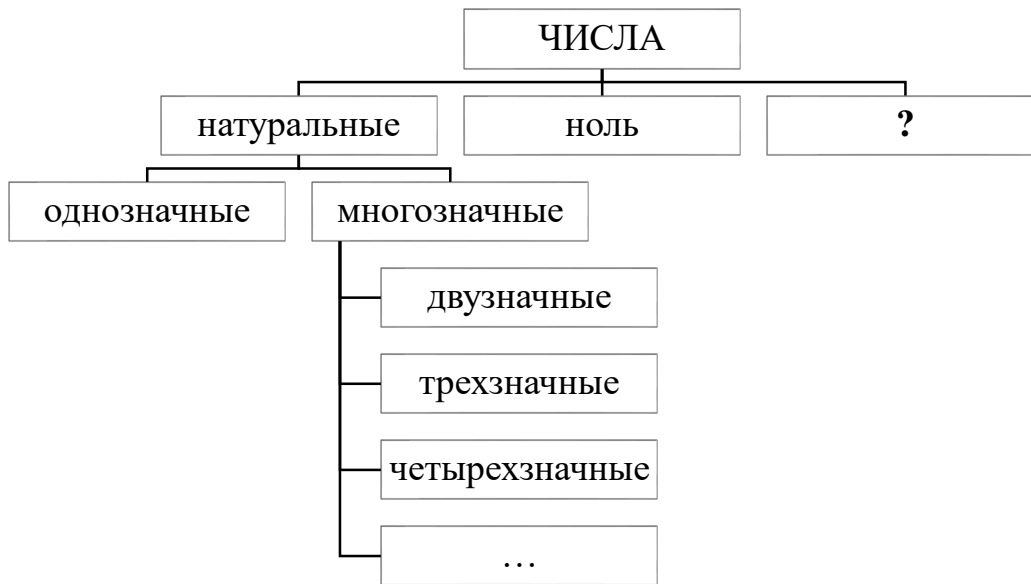 ЧИСЛА
натуральные
ноль
?
однозначные
многозначные
двузначные
трехзначные
четырехзначные
…